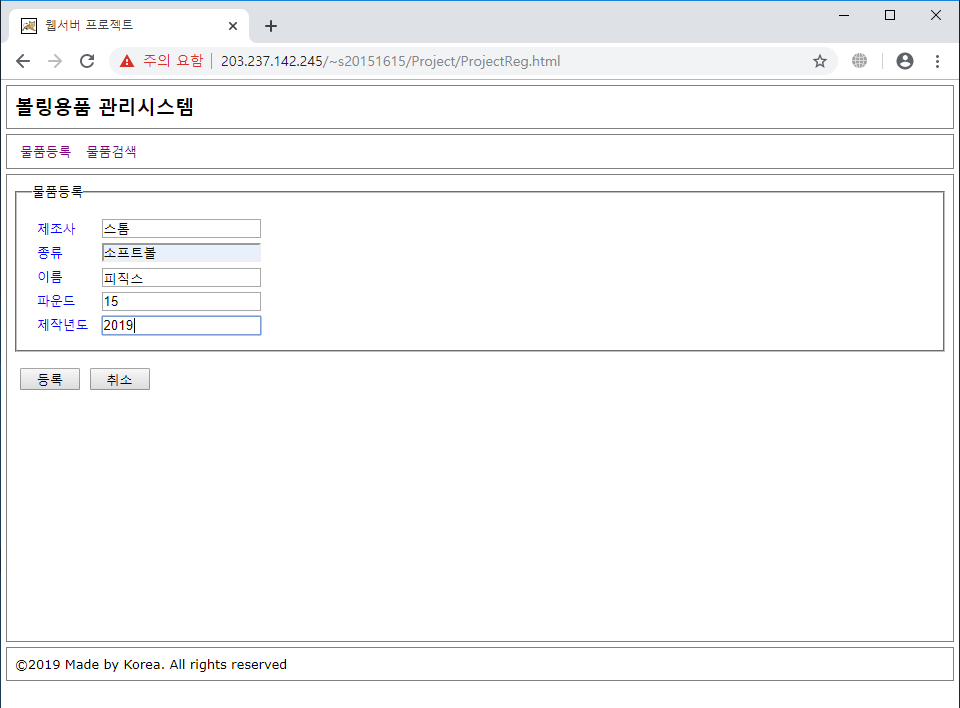 웹서버 프로젝트
주의 요함 | 203.237.142.245/~s20151615/Project/ProjectReg.html
볼링용품 관리시스템
물품등록 물품검색
물품등록
제조사 스톰
종류 소프트볼
이름 피직스
파운드 15
제작년도 2019
등록 취소
©2019 Made by Korea. All rights reserved